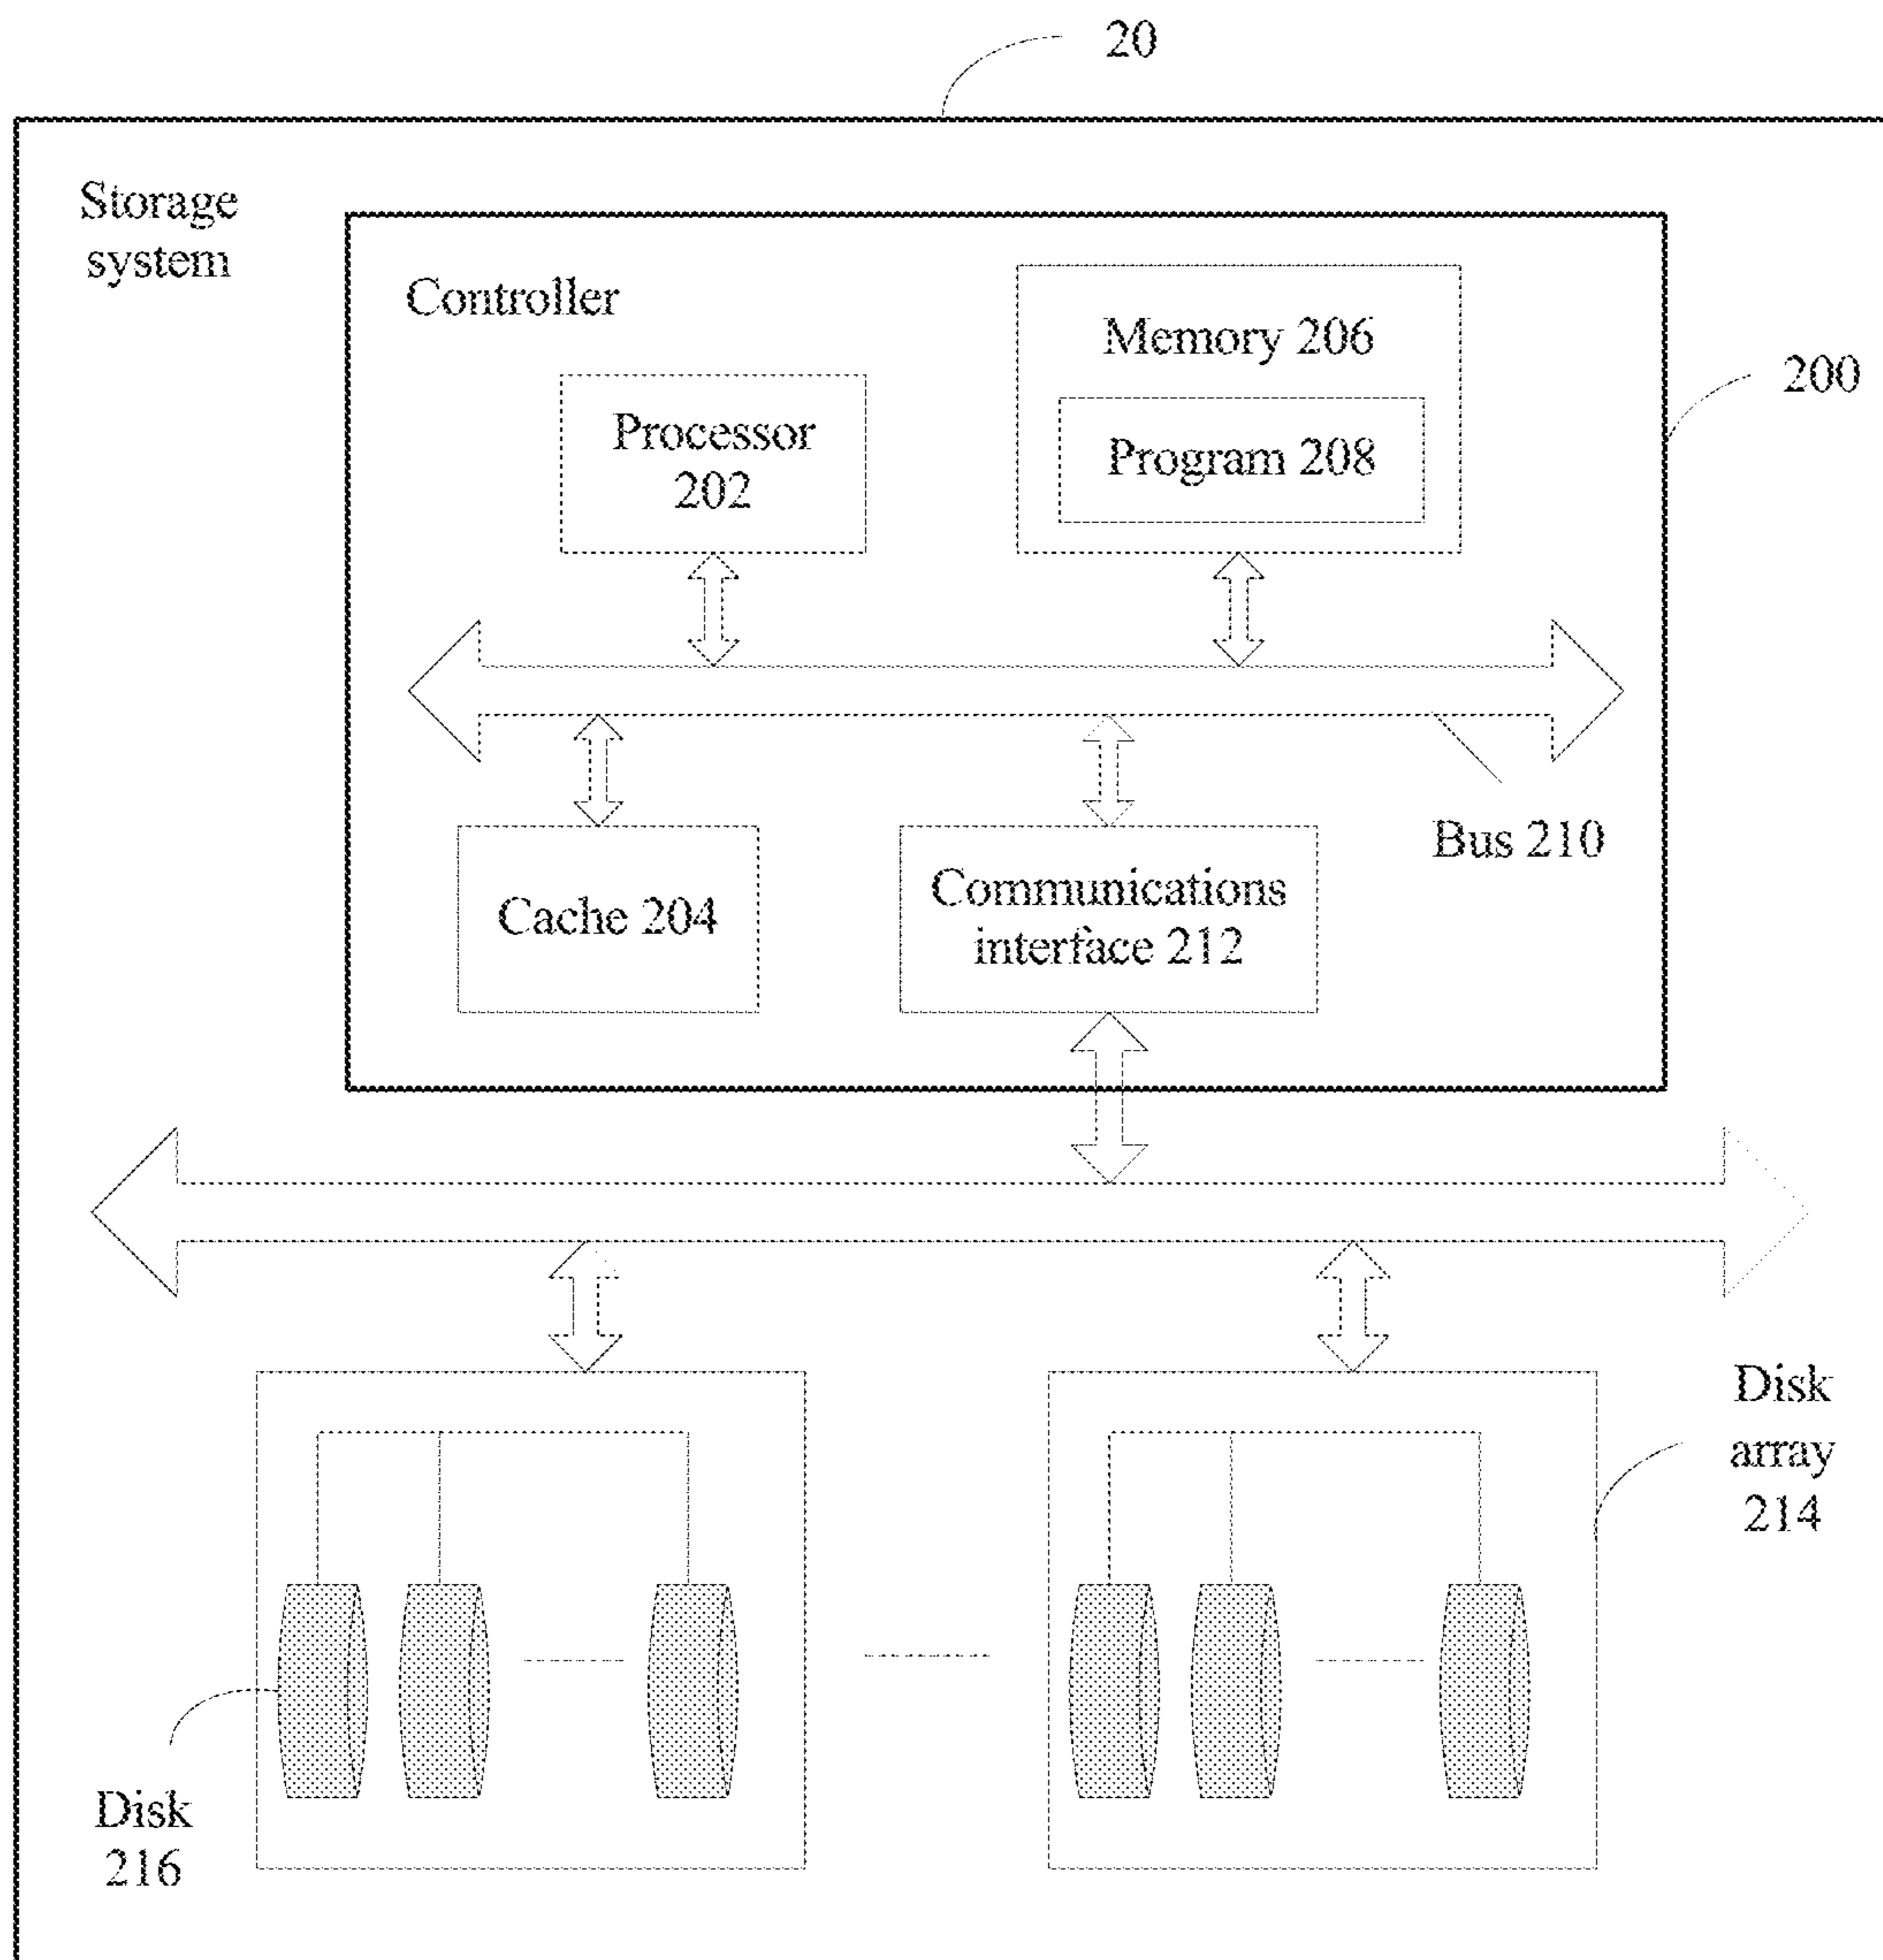 20
Storage
system
Controller
Memory 206
200
Processor
202
Program 208
Bus 210
Cache 204
Communications
interface 212
Disk
array
214
Disk
216